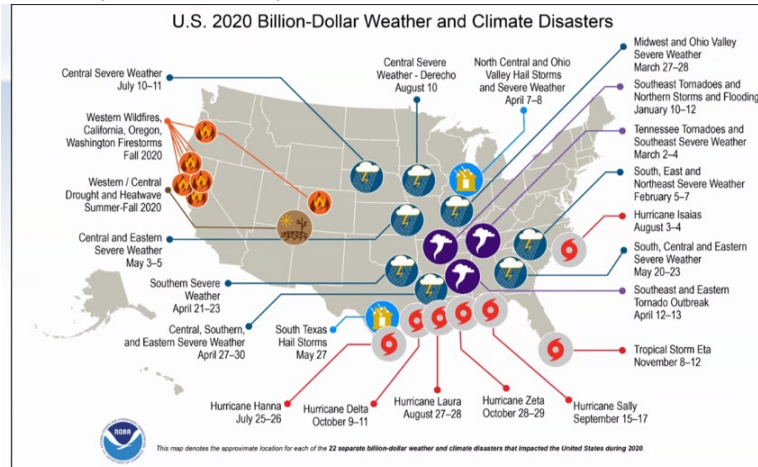 U.S. 2020 Billion-Dollar Weather and Climate Disasters
Central Severe Weather
July 10–11
Central Severe
Weather - Derecho
August 10
North Central and Ohio
Valley Hail Storms
and Severe Weather
April 7–8
Midwest and Ohio Valley
Severe Weather
March 27–28
Southeast Tornadoes and
Northern Storms and Flooding
January 10–12
Western Wildfires,
California, Oregon,
Washington Firestorms
Fall 2020
Tennessee Tornadoes and
Southeast Severe Weather
March 2–4
South, East and
Northeast Severe Weather
February 5–7
Western / Central
Drought and Heatwave
Summer-Fall 2020
Hurricane Isaias
August 3–4
Central and Eastern
Severe Weather
May 3–5
South, Central and Eastern
Severe Weather
May 20–23
Southern Severe
Weather
April 21–23
Southeast and Eastern
Tornado Outbreak
April 12–13
Central, Southern,
and Eastern Severe Weather
April 27–30
South Texas
Hail Storms
May 27
Tropical Storm Eta
November 8–12
Hurricane Hanna
July 25–26
Hurricane Delta
October 9–11
Hurricane Laura
August 27–28
Hurricane Zeta
October 28–29
Hurricane Sally
September 15–17
NOAA
This map denotes the approximate location for each of the 22 separate billion-dollar weather and climate disasters that impacted the United States during 2020